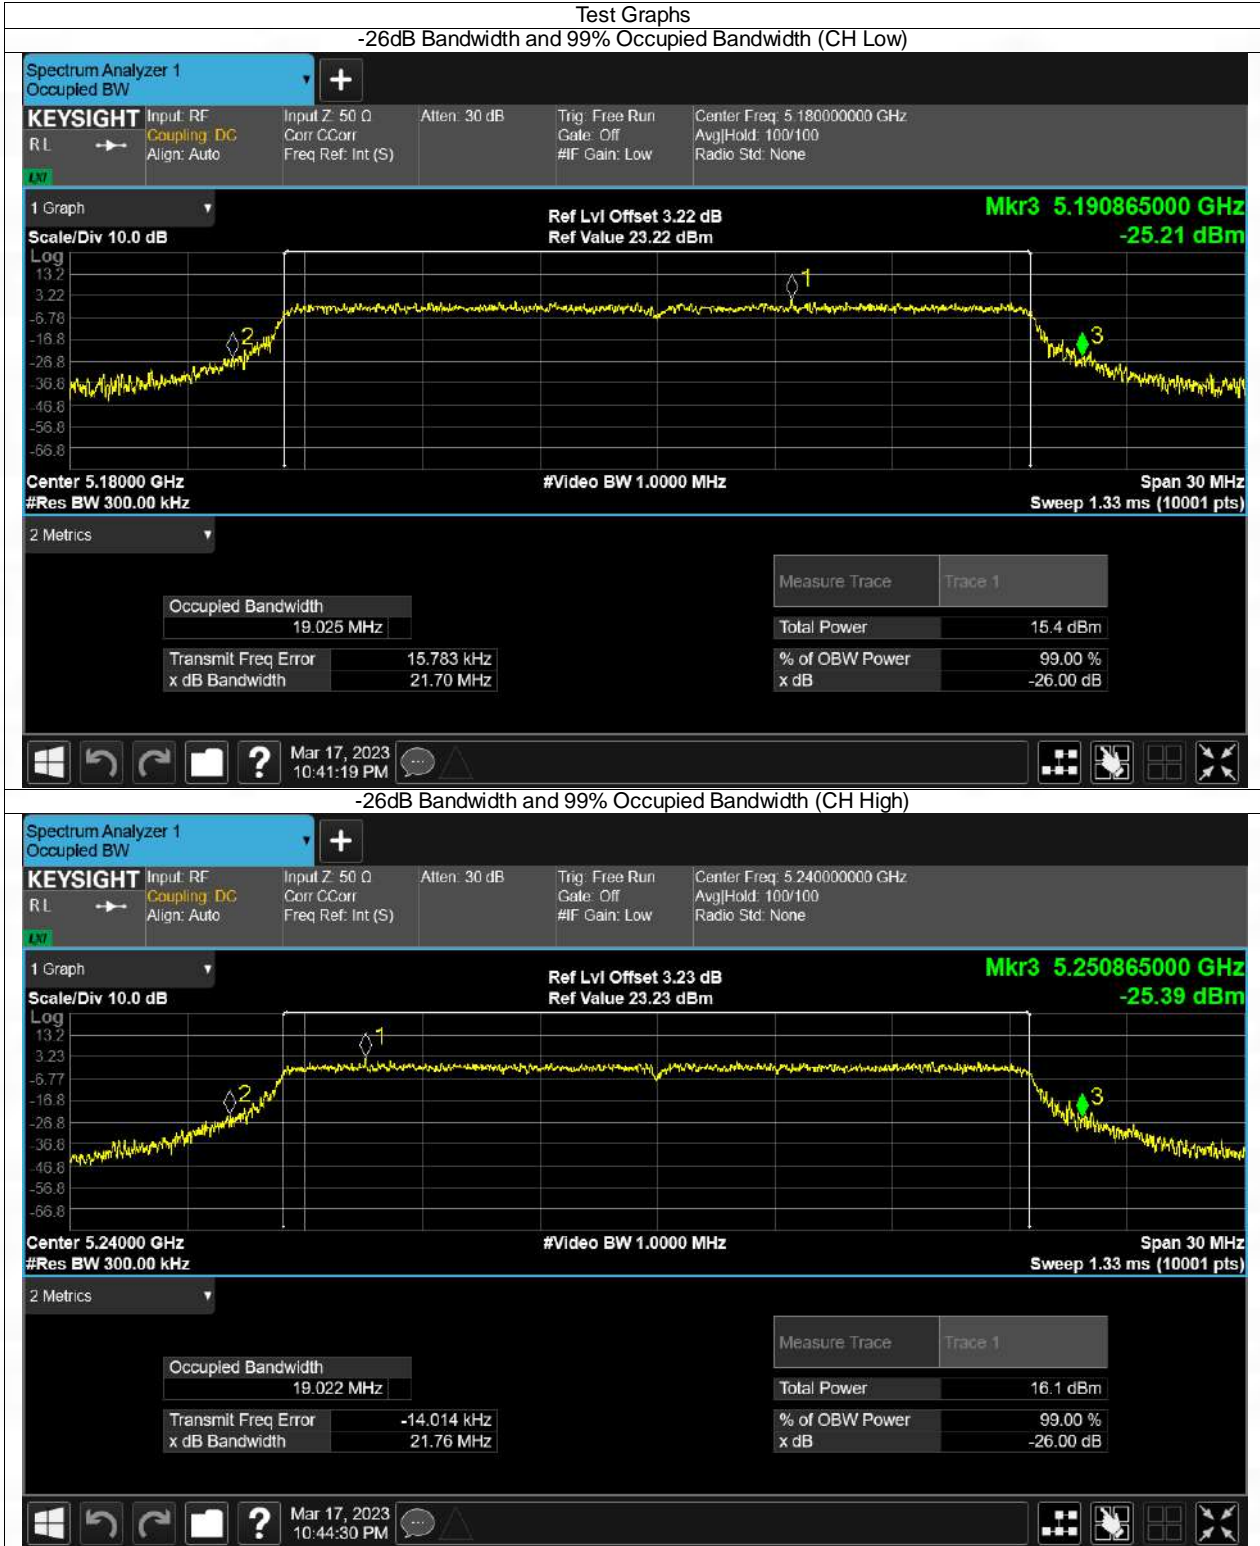 Test Graphs
-26dB Bandwidth and 99% Occupied Bandwidth (CH Low)
Spectrum Analyzer 1
Occupied BW
+
KEYSIGHT Input: RF Input Z: 50 Ω Atten: 30 dB Trig: Free Run Center Freq: 5.180000000 GHz
RL Coupling: DC Corr CCorr Gate: Off Avg|Hold: 100/100
Align: Auto Freq Ref: Int (S) #IF Gain: Low Radio Std: None
LXI
1 Graph Ref Lvl Offset 3.22 dB Mkr3 5.190865000 GHz
Scale/Div 10.0 dB Ref Value 23.22 dBm -25.21 dBm
Log
13.2
3.22
-6.78
-16.8
-26.8
-36.8
-46.8
-56.8
-66.8
1
2
3
Center 5.18000 GHz #Video BW 1.0000 MHz Span 30 MHz
#Res BW 300.00 kHz Sweep 1.33 ms (10001 pts)
2 Metrics
Measure Trace Trace 1
Occupied Bandwidth
19.025 MHz Total Power 15.4 dBm
Transmit Freq Error 15.783 kHz % of OBW Power 99.00 %
x dB Bandwidth 21.70 MHz x dB -26.00 dB
? Mar 17, 2023
10:41:19 PM
-26dB Bandwidth and 99% Occupied Bandwidth (CH High)
Spectrum Analyzer 1
Occupied BW
+
KEYSIGHT Input: RF Input Z: 50 Ω Atten: 30 dB Trig: Free Run Center Freq: 5.240000000 GHz
RL Coupling: DC Corr CCorr Gate: Off Avg|Hold: 100/100
Align: Auto Freq Ref: Int (S) #IF Gain: Low Radio Std: None
LXI
1 Graph Ref Lvl Offset 3.23 dB Mkr3 5.250865000 GHz
Scale/Div 10.0 dB Ref Value 23.23 dBm -25.39 dBm
Log
13.2
3.23
-6.77
-16.8
-26.8
-36.8
-46.8
-56.8
-66.8
1
2
3
Center 5.24000 GHz #Video BW 1.0000 MHz Span 30 MHz
#Res BW 300.00 kHz Sweep 1.33 ms (10001 pts)
2 Metrics
Measure Trace Trace 1
Occupied Bandwidth
19.022 MHz Total Power 16.1 dBm
Transmit Freq Error -14.014 kHz % of OBW Power 99.00 %
x dB Bandwidth 21.76 MHz x dB -26.00 dB
? Mar 17, 2023
10:44:30 PM